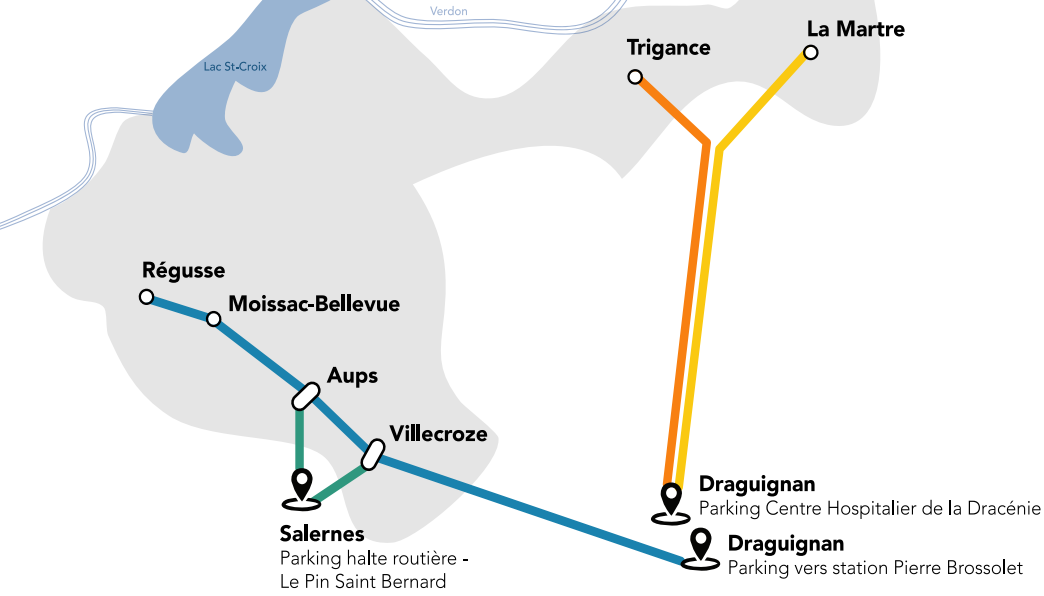 Verdon
La Martre
Trigance
Lac St-Croix
Régusse
Moissac-Bellevue
Aups
Villecroze
Draguignan
Parking Centre Hospitalier de la Dracénie
Salernes
Parking halte routière -
Le Pin Saint Bernard
Draguignan
Parking vers station Pierre Brossolet